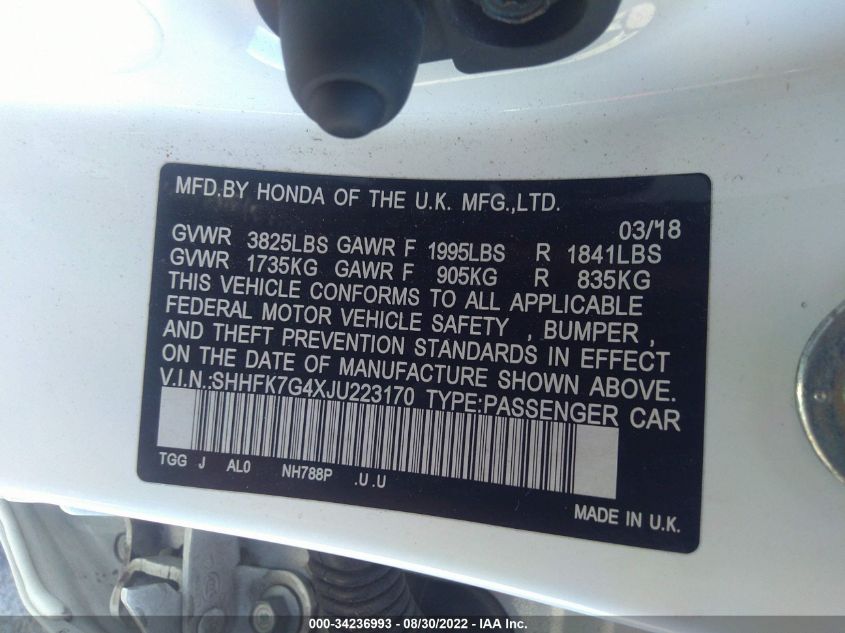 MFD.BY HONDA OF THE U.K. MFG.,LTD.
03/'18
GVWR 3825LBS GAWR F 1995LBS R 1841LBS
GVWR 1735KG GAWR F 905KG R 835KG
THIS VEHICLE CONFORMS TO ALL APPLICABLE
FEDERAL MOTOR VEHICLE SAFETY , BUMPER ,
AND THEFT PREVENTION STANDARDS IN EFFECT
ON THE DATE OF MANUFACTURE SHOWN ABOVE.
V.I.N.:SHHFK7G4XJU223170 TYPE:PASSENGER CAR
TGG J AL0 NH788P .U .U
MADE IN U.K.
000-34236993 - 08/30/2022 - IAA Inc.